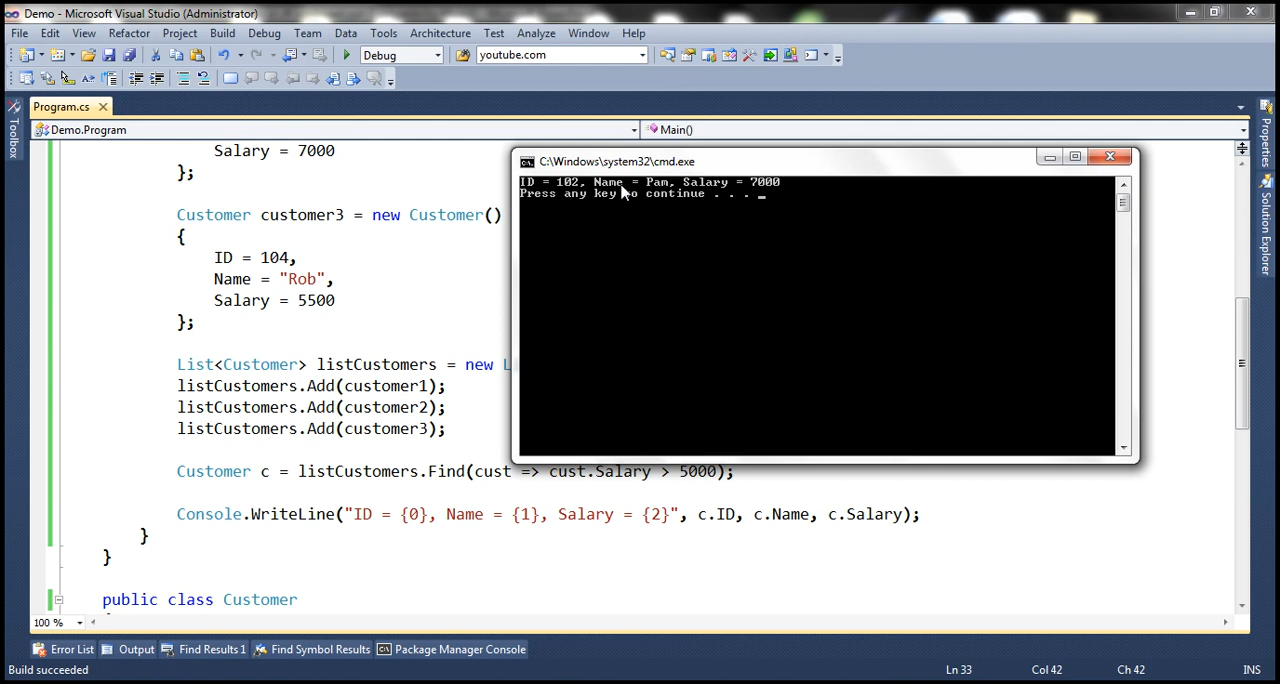 Demo - Microsoft Visual Studio (Administrator)
File Edit View Refactor Project Build Debug Team Data Tools Architecture Test Analyze Window Help
Debug youtube.com
Program.cs
Demo.Program Main()
Toolbox
Properties
Solution Explorer
Salary = 7000
};
Customer customer3 = new Customer()
{
ID = 104,
Name = "Rob",
Salary = 5500
};
List<Customer> listCustomers = new L
listCustomers.Add(customer1);
listCustomers.Add(customer2);
listCustomers.Add(customer3);
Customer c = listCustomers.Find(cust => cust.Salary > 5000);
Console.WriteLine("ID = {0}, Name = {1}, Salary = {2}", c.ID, c.Name, c.Salary);
}
}
public class Customer
C:\Windows\system32\cmd.exe
ID = 102, Name = Pam, Salary = 7000
Press any key to continue . . . _
100 %
Error List Output Find Results 1 Find Symbol Results Package Manager Console
Build succeeded Ln 33 Col 42 Ch 42 INS